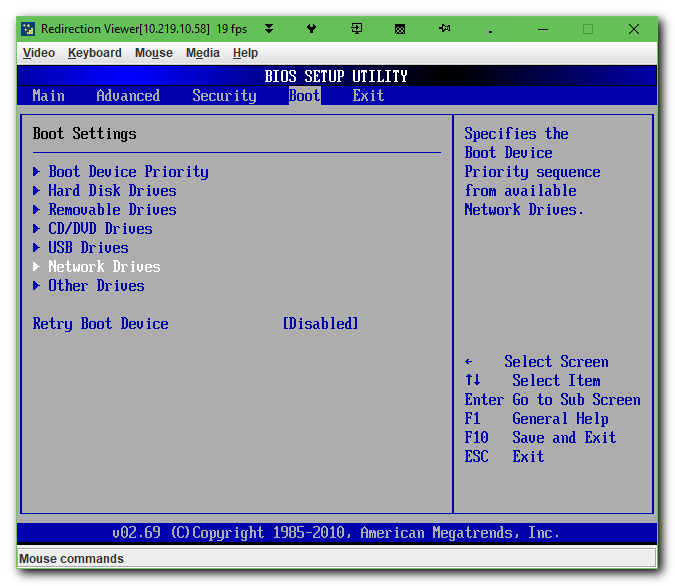 Redirection Viewer[10.219.10.58] 19 fps
Video Keyboard Mouse Media Help
BIOS SETUP UTILITY
Main Advanced Security Boot Exit
Boot Settings
Boot Device Priority
Hard Disk Drives
Removable Drives
CD/DVD Drives
USB Drives
Network Drives
Other Drives
Retry Boot Device [Disabled]
Specifies the
Boot Device
Priority sequence
from available
Network Drives.
← Select Screen
↑↓ Select Item
Enter Go to Sub Screen
F1 General Help
F10 Save and Exit
ESC Exit
v02.69 (C)Copyright 1985-2010, American Megatrends, Inc.
Mouse commands